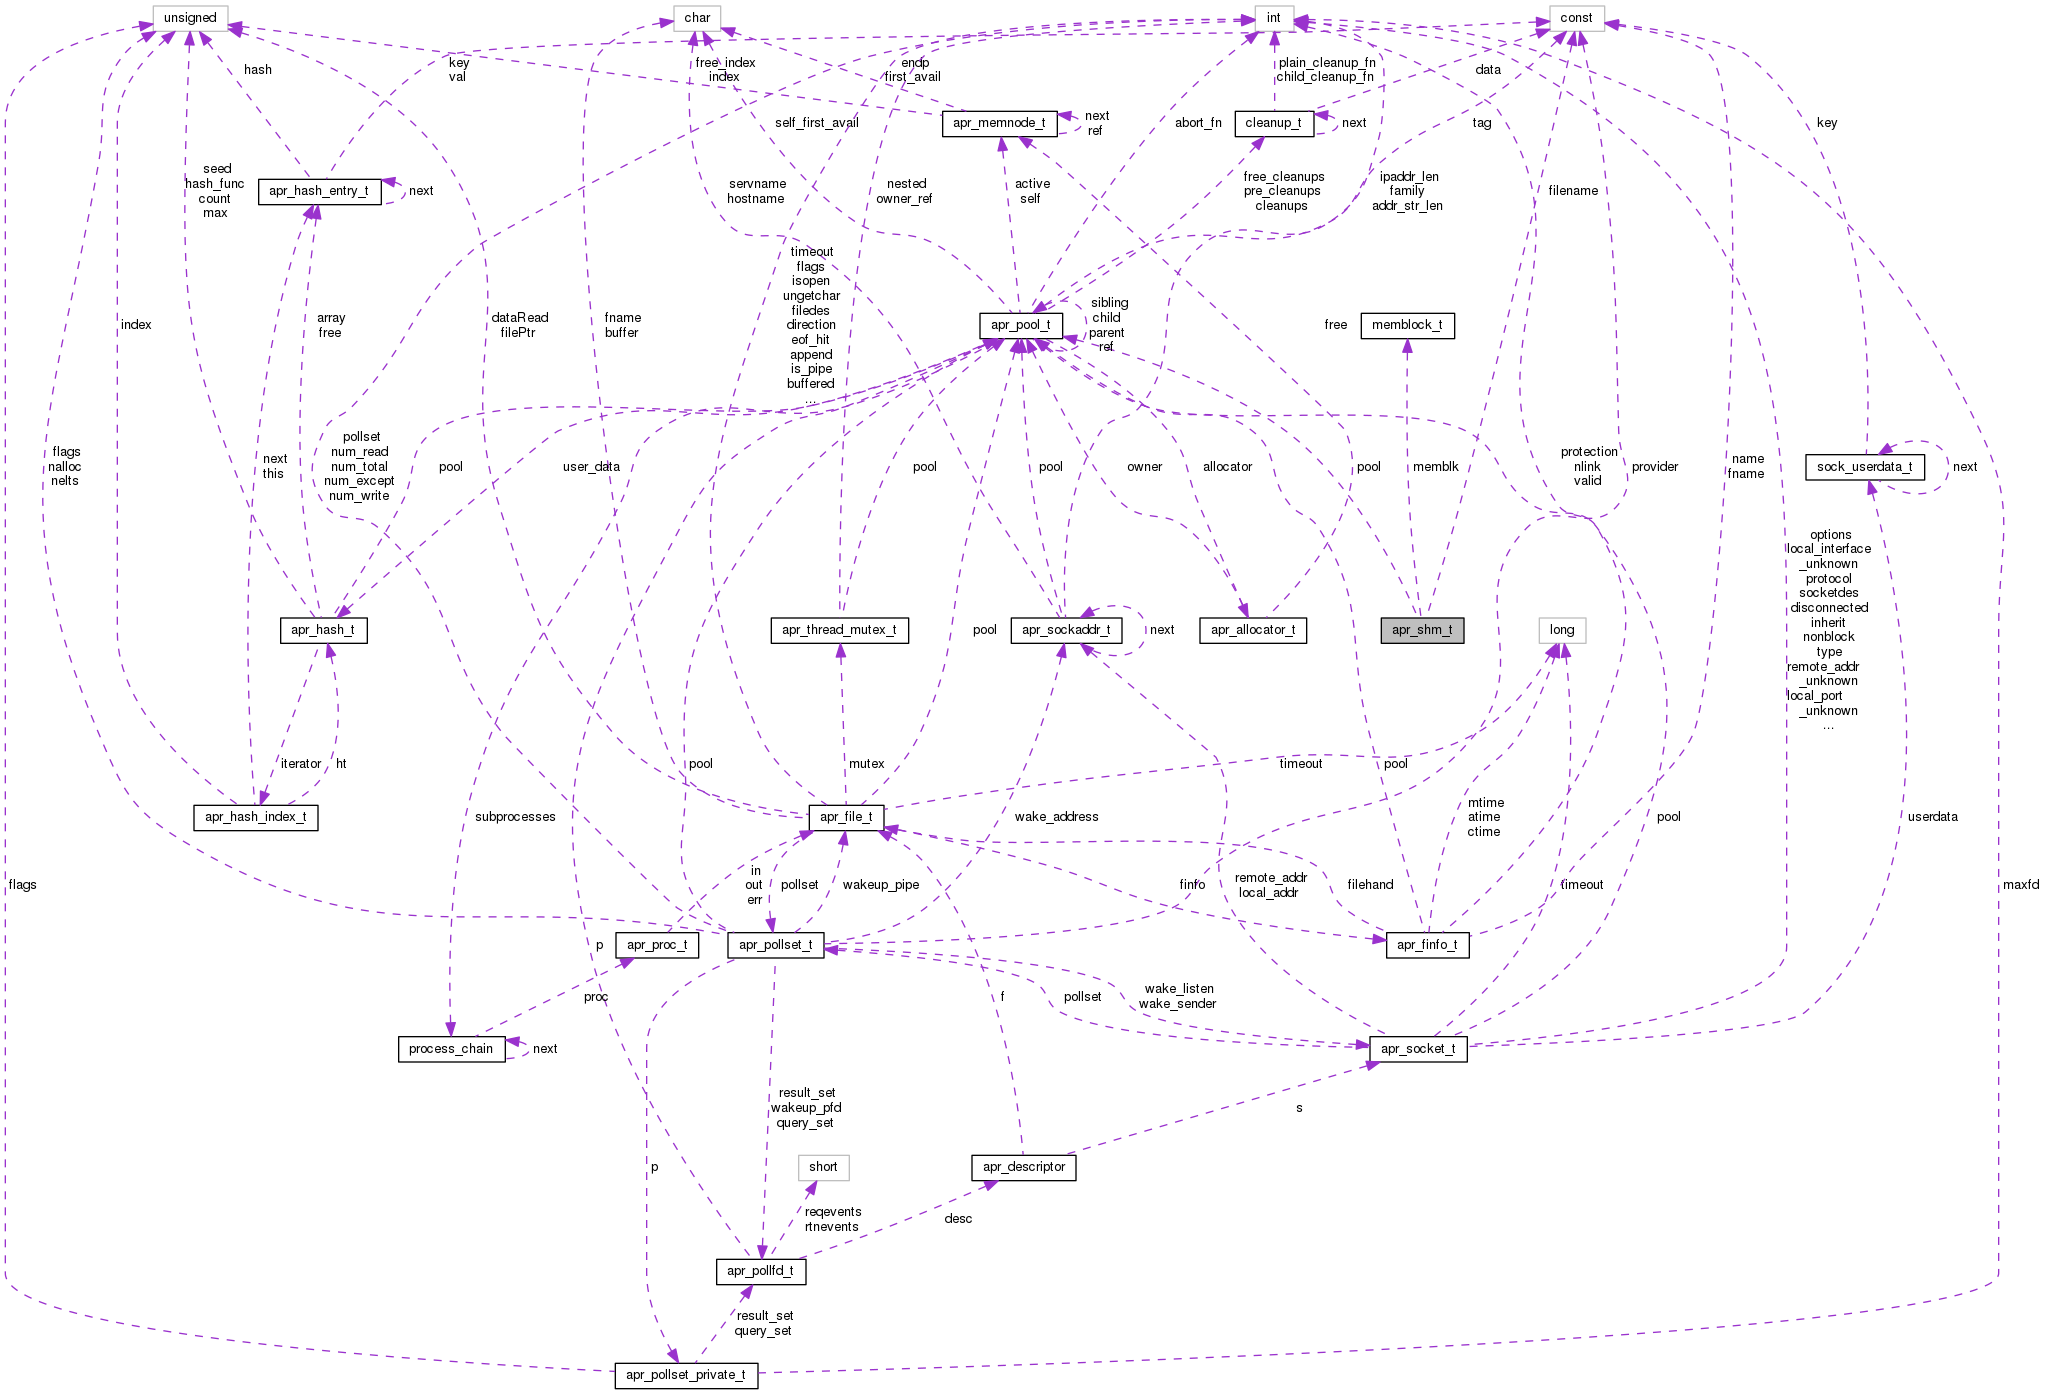 unsigned
char
int
const
hash
key
val
free_index
index
endp
first_avail
plain_cleanup_fn
child_cleanup_fn
data
apr_memnode_t
next
ref
cleanup_t
next
self_first_avail
abort_fn
tag
key
seed
hash_func
count
max
apr_hash_entry_t
next
servname
hostname
nested
owner_ref
active
self
free_cleanups
pre_cleanups
cleanups
ipaddr_len
family
addr_str_len
filename
index
array
free
dataRead
filePtr
fname
buffer
timeout
flags
isopen
ungetchar
filedes
direction
eof_hit
append
is_pipe
buffered
...
apr_pool_t
sibling
child
parent
ref
free
memblock_t
flags
nalloc
nelts
next
this
pollset
num_read
num_total
num_except
num_write
pool
user_data
pool
pool
owner
allocator
pool
memblk
protection
nlink
valid
provider
name
fname
sock_userdata_t
next
apr_hash_t
apr_thread_mutex_t
pool
apr_sockaddr_t
next
apr_allocator_t
apr_shm_t
long
options
local_interface
_unknown
protocol
socketdes
disconnected
inherit
nonblock
type
remote_addr
_unknown
local_port
_unknown
...
iterator
ht
pool
mutex
timeout
pool
apr_hash_index_t
subprocesses
apr_file_t
wake_address
mtime
atime
ctime
pool
userdata
flags
in
out
err
pollset
wakeup_pipe
finfo
remote_addr
local_addr
filehand
timeout
maxfd
p
apr_proc_t
apr_pollset_t
apr_finfo_t
proc
f
pollset
wake_listen
wake_sender
process_chain
next
apr_socket_t
result_set
wakeup_pfd
query_set
s
p
short
apr_descriptor
reqevents
rtnevents
desc
apr_pollfd_t
result_set
query_set
apr_pollset_private_t